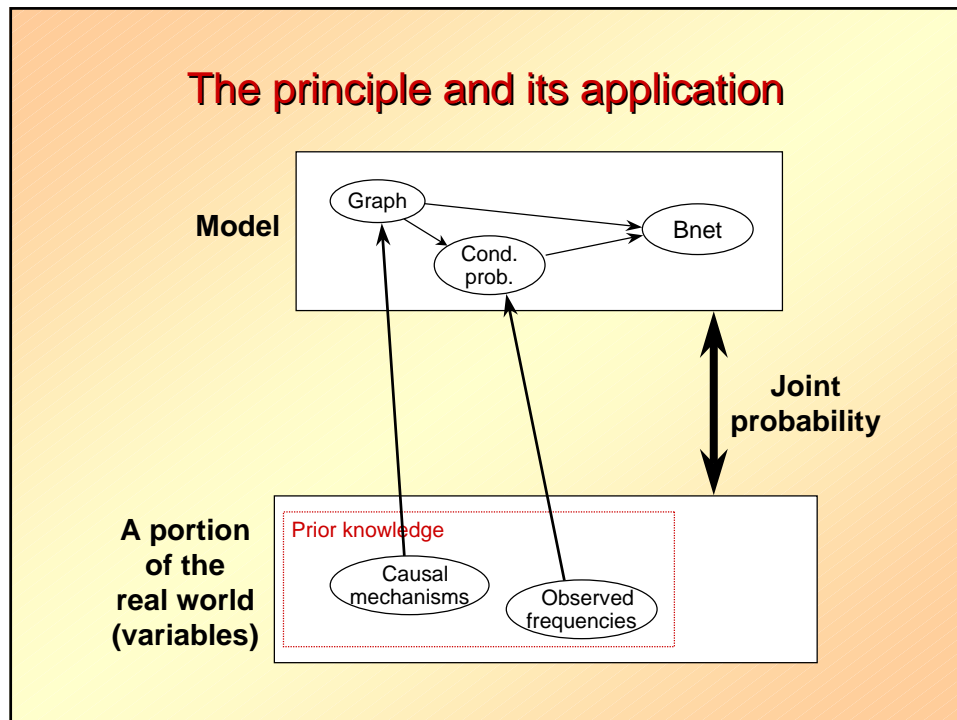 The principle and its application
Model
Graph
Cond.
prob.
Bnet
Joint
probability
A portion
of the
real world
(variables)
Prior knowledge
Causal
mechanisms
Observed
frequencies